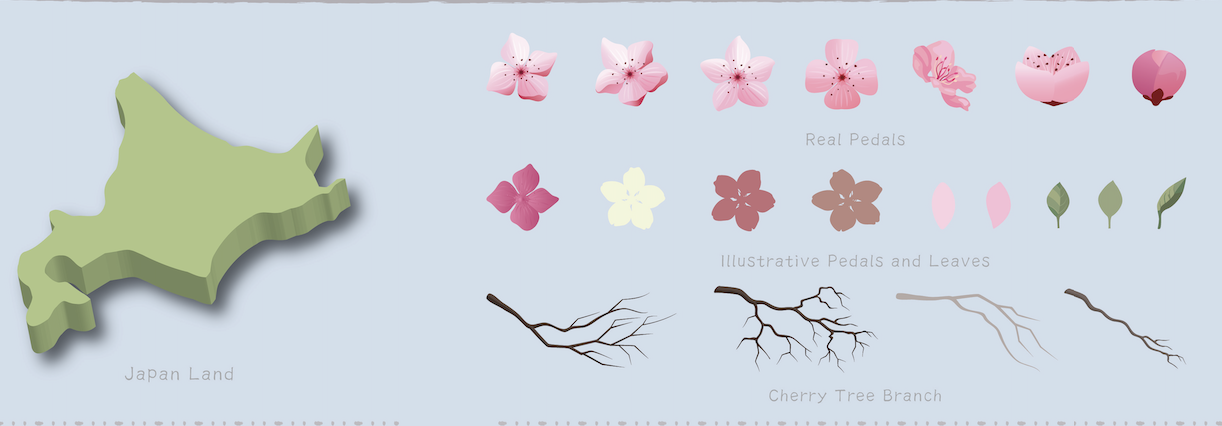 Real Pedals
Illustrative Pedals and Leaves
Japan Land
Cherry Tree Branch